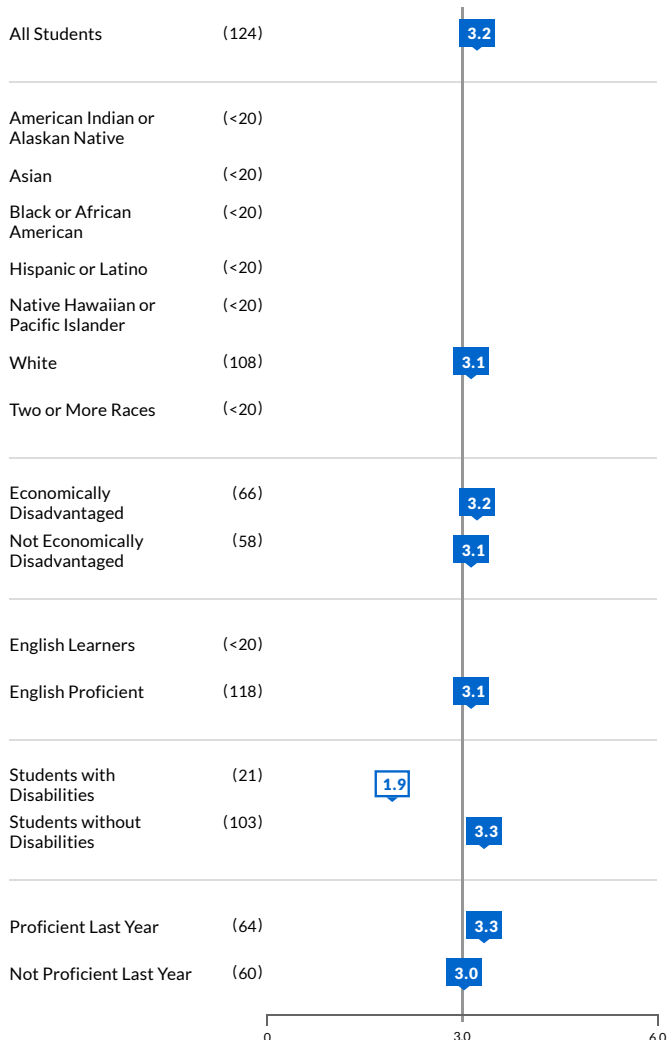 All Students (124) 3.2
American Indian or (<20)
Alaskan Native
Asian (<20)
Black or African (<20)
American
Hispanic or Latino (<20)
Native Hawaiian or (<20)
Pacific Islander
White (108) 3.1
Two or More Races (<20)
Economically (66) 3.2
Disadvantaged
Not Economically (58) 3.1
Disadvantaged
English Learners (<20)
English Proficient (118) 3.1
Students with (21) 1.9
Disabilities
Students without (103) 3.3
Disabilities
Proficient Last Year (64) 3.3
Not Proficient Last Year (60) 3.0
0 3.0 6.0